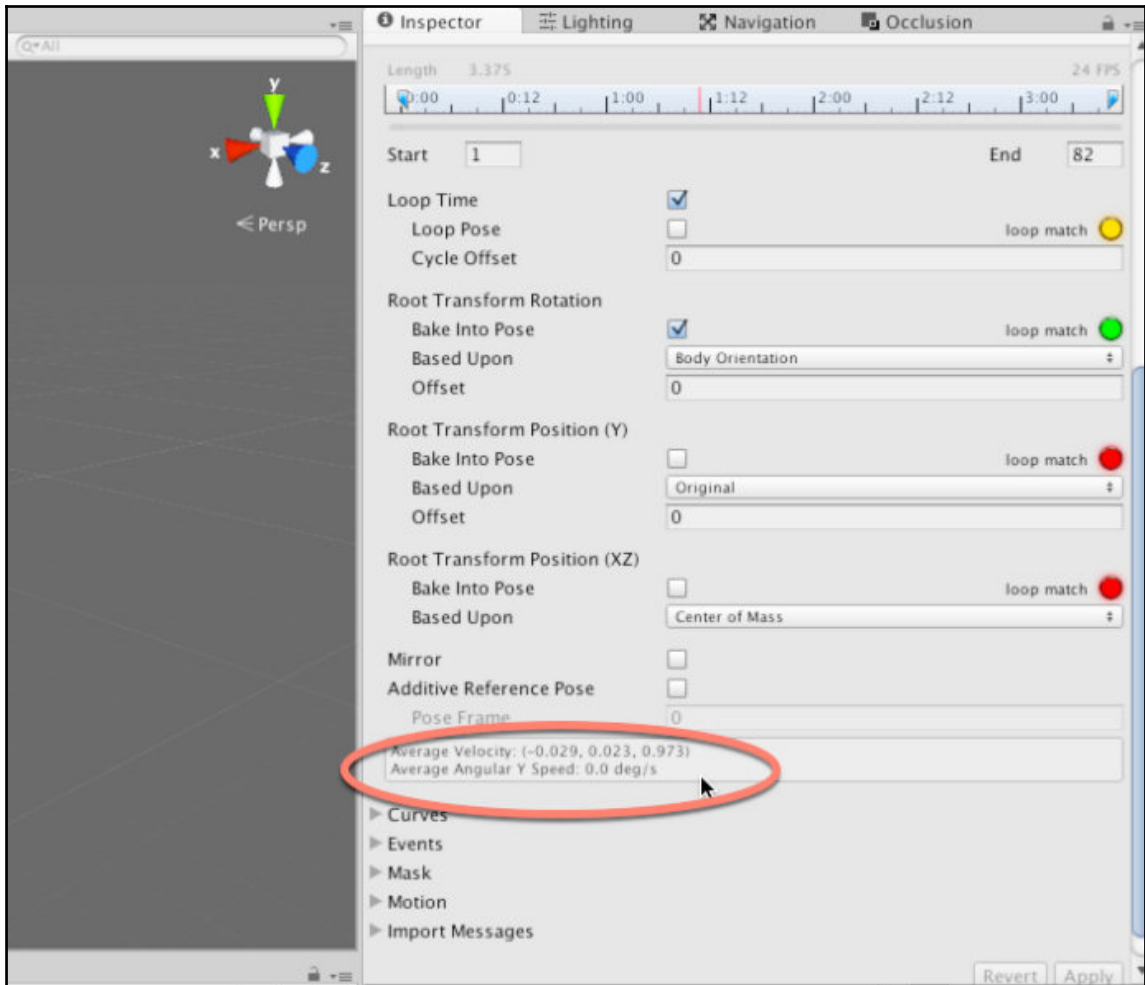 Inspector Lighting Navigation Occlusion
All
Length 3.375 24 FPS
0:00 0:12 1:00 1:12 2:00 2:12 3:00
y
x
z
Persp
Start 1 End 82
Loop Time
Loop Pose loop match
Cycle Offset 0
Root Transform Rotation
Bake Into Pose loop match
Based Upon Body Orientation
Offset 0
Root Transform Position (Y)
Bake Into Pose loop match
Based Upon Original
Offset 0
Root Transform Position (XZ)
Bake Into Pose loop match
Based Upon Center of Mass
Mirror
Additive Reference Pose
Pose Frame 0
Average Velocity: (-0.029, 0.023, 0.973)
Average Angular Y Speed: 0.0 deg/s
Curves
Events
Mask
Motion
Import Messages
Revert Apply